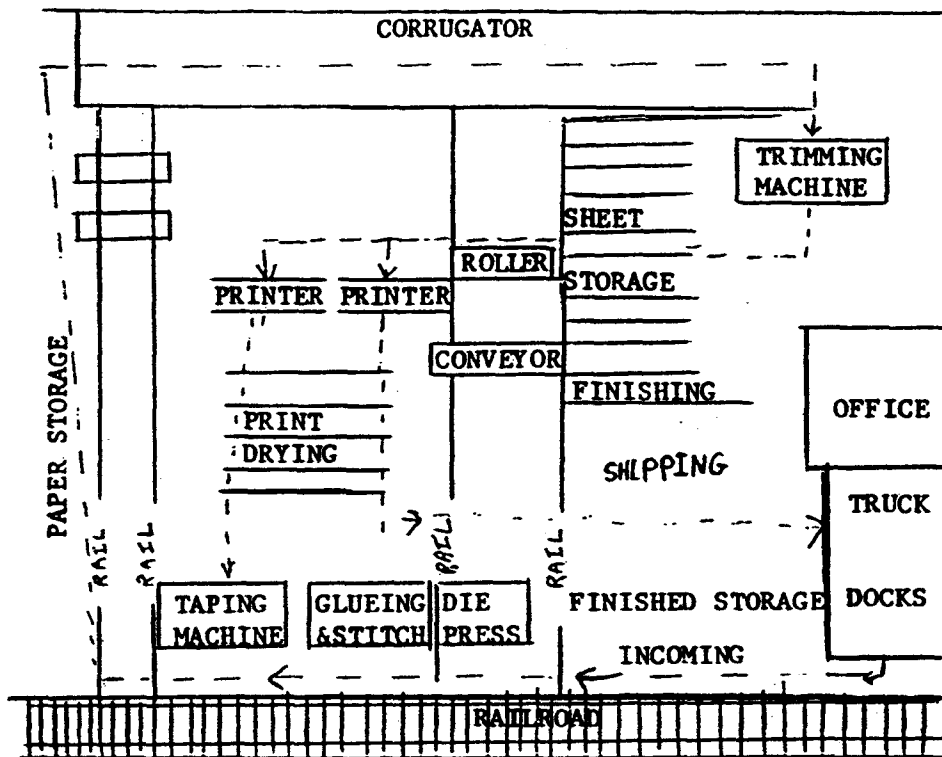 CORRUGATOR
TRIMMING
MACHINE
SHEET
ROLLER
STORAGE
PRINTER
PRINTER
CONVEYOR
FINISHING
OFFICE
PAPER STORAGE
PRINT
DRYING
SHIPPING
TRUCK
DOCKS
RAIL
RAIL
RAIL
RAIL
TAPING
MACHINE
GLUEING
&STITCH
DIE
PRESS
FINISHED STORAGE
INCOMING
RAILROAD